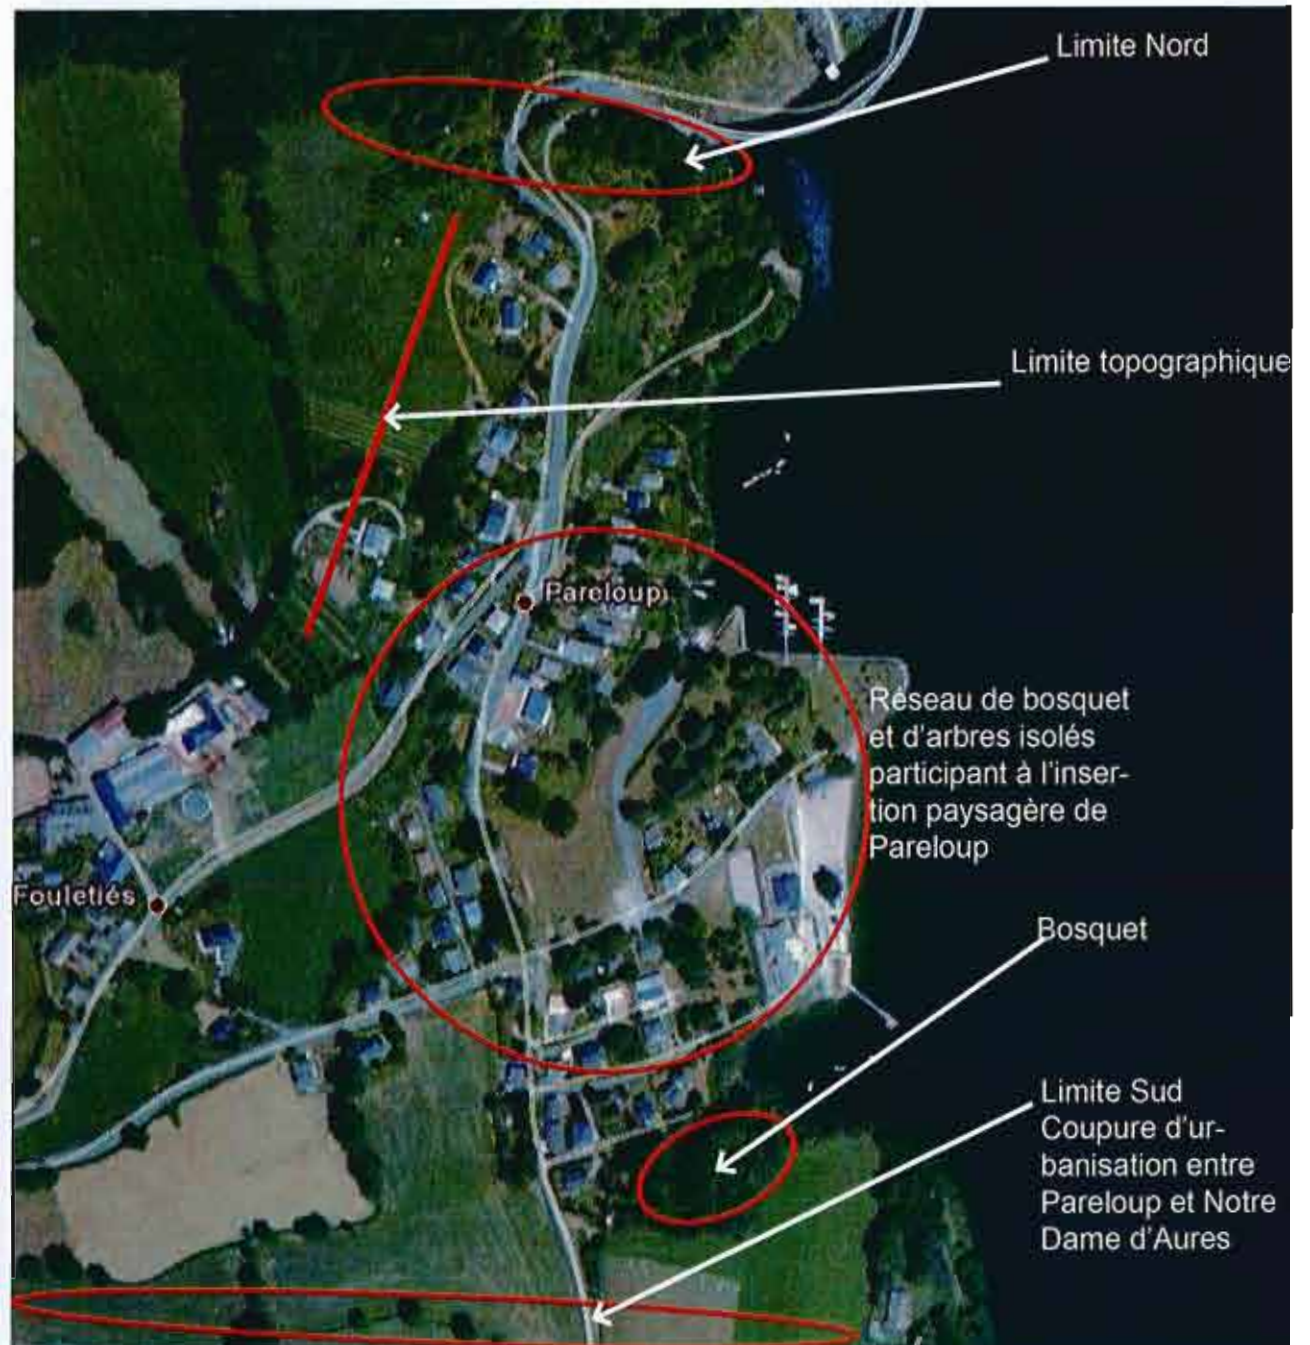 Limite Nord
Limite topographique
Pareloup
Réseau de bosquet
et d'arbres isolés
participant à l'inser-
tion paysagère de
Pareloup
Fouletiés
Bosquet
Limite Sud
Coupure d'ur-
banisation entre
Pareloup et Notre
Dame d'Aures